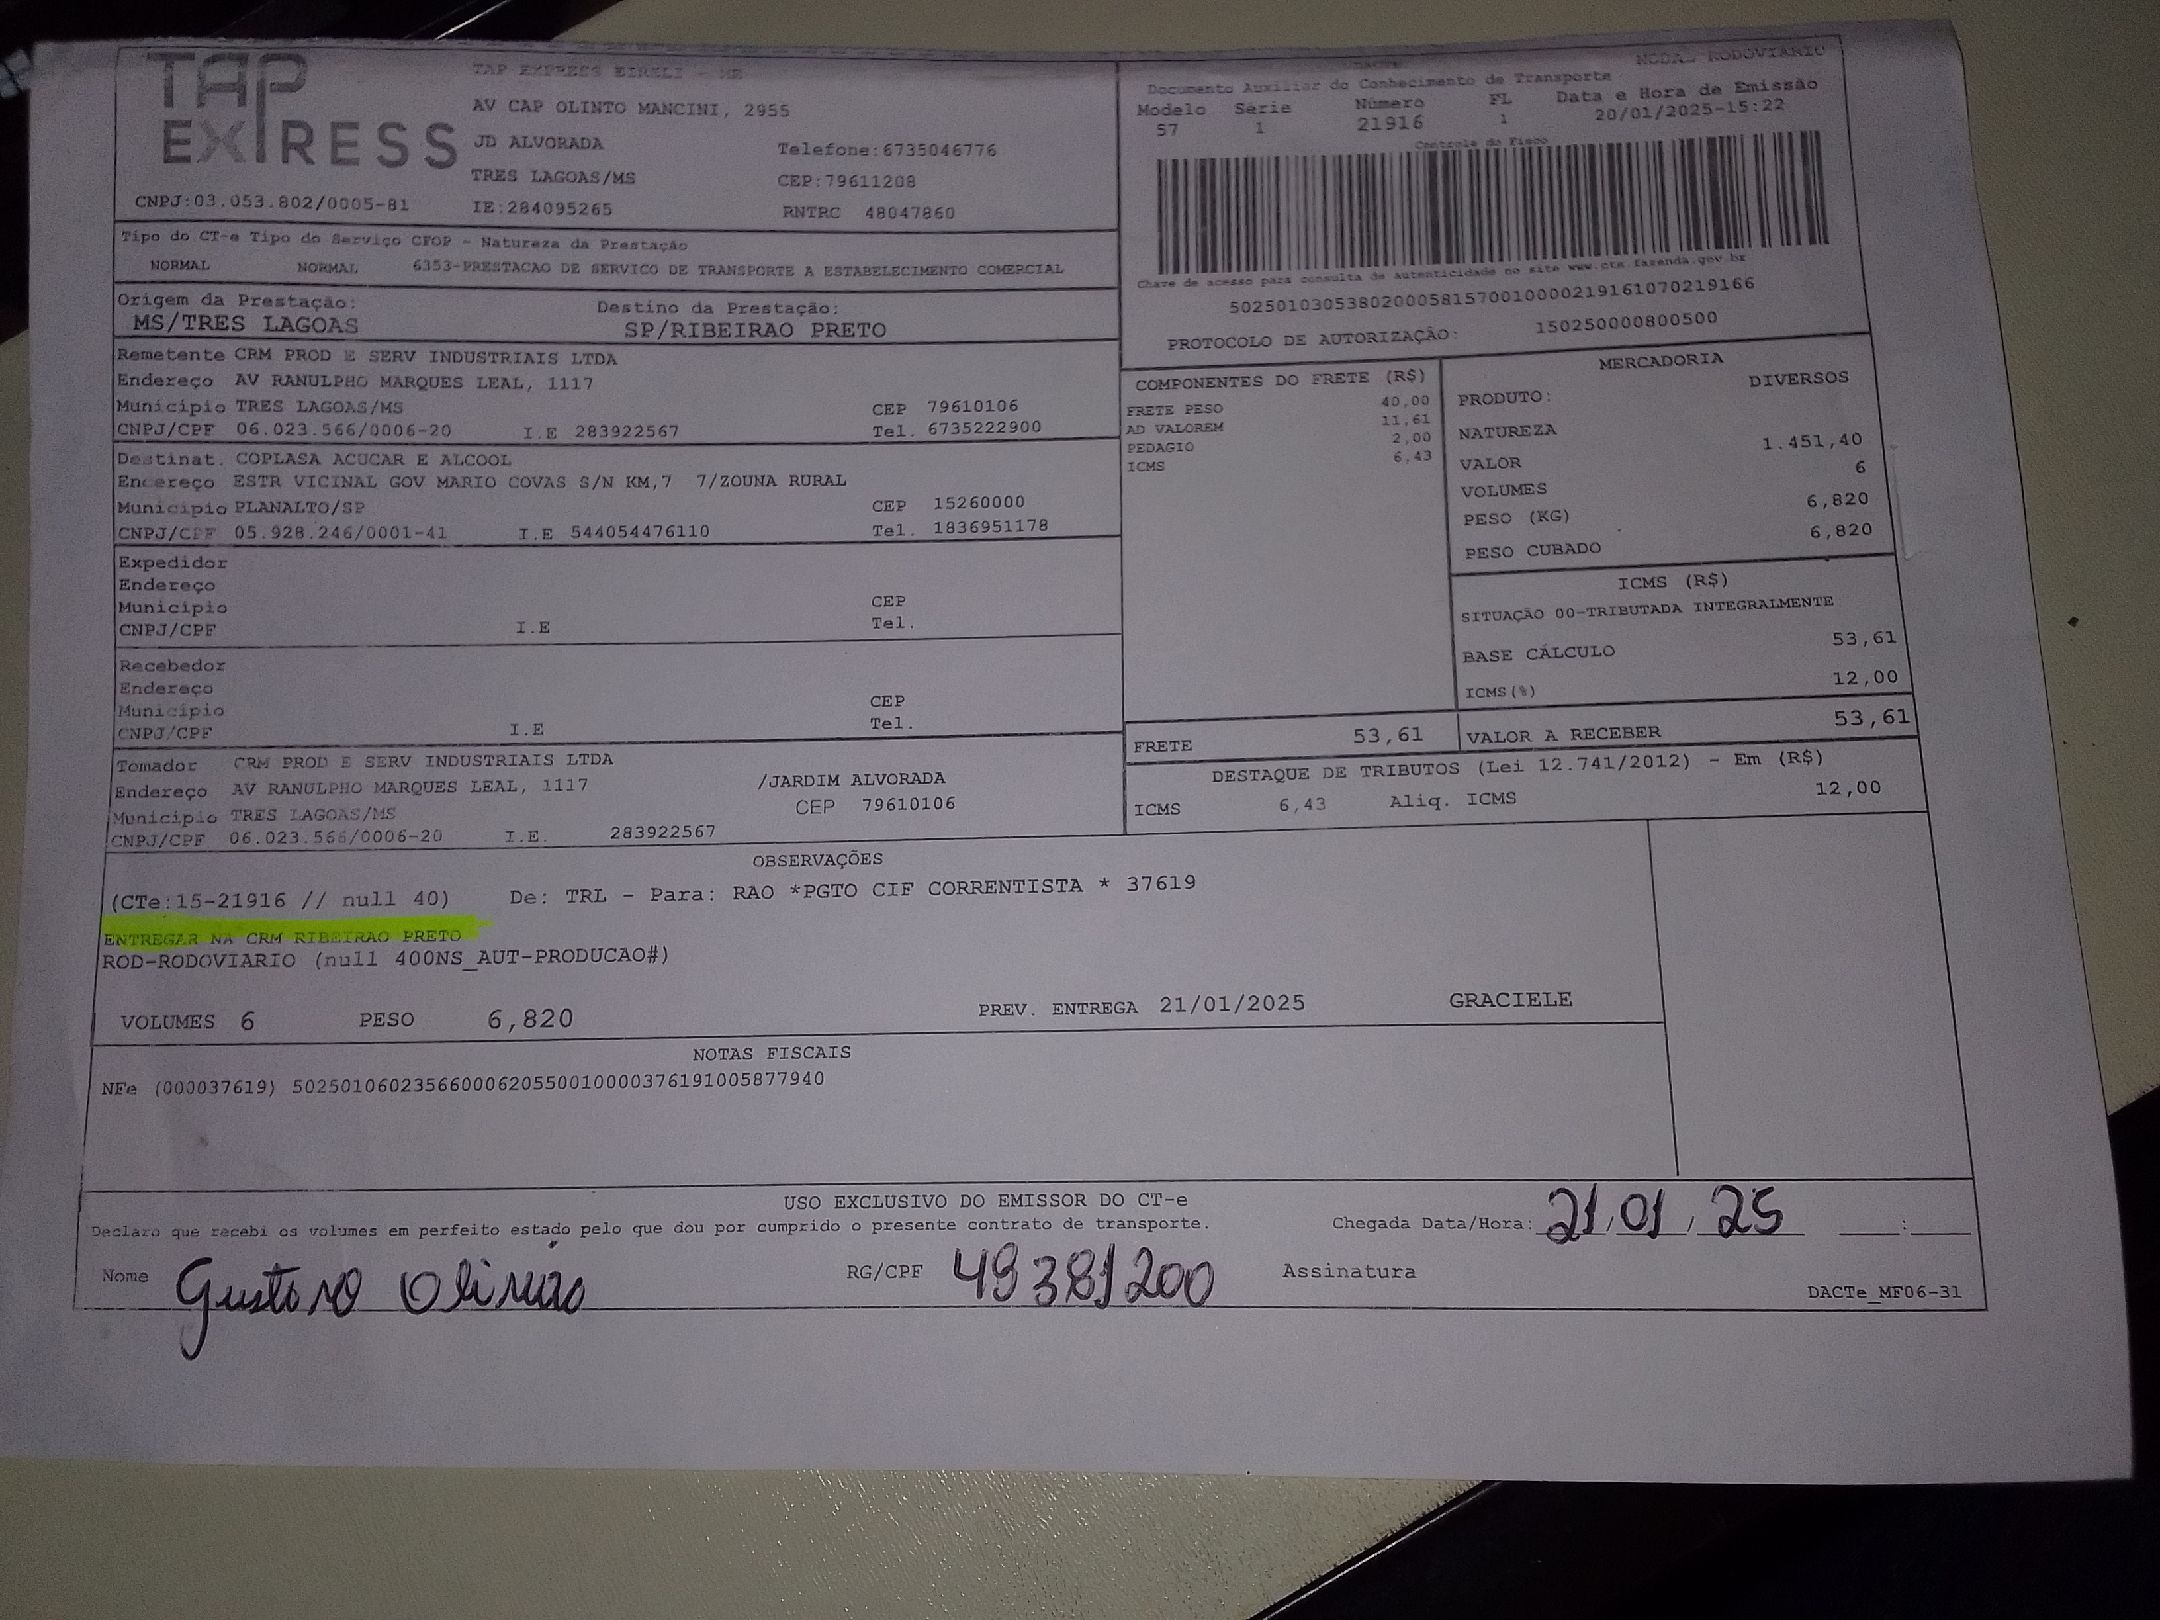 TAP EXPRESS
TAP EXPRESS EIRELI - ME
AV CAP OLINTO MANCINI, 2955
JD ALVORADA Telefone:6735046776
TRES LAGOAS/MS CEP:79611208
CNPJ:03.053.802/0005-81 IE:284095265 RNTRC 48047860
Tipo do CT-e Tipo do Serviço CFOP - Natureza da Prestação
NORMAL NORMAL 6353-PRESTACAO DE SERVICO DE TRANSPORTE A ESTABELECIMENTO COMERCIAL
Origem da Prestação: Destino da Prestação:
MS/TRES LAGOAS SP/RIBEIRAO PRETO
Remetente CRM PROD E SERV INDUSTRIAIS LTDA
Endereço AV RANULPHO MARQUES LEAL, 1117
Município TRES LAGOAS/MS CEP 79610106
CNPJ/CPF 06.023.566/0006-20 I.E 283922567 Tel. 6735222900
Destinat. COPLASA ACUCAR E ALCOOL
Endereço ESTR VICINAL GOV MARIO COVAS S/N KM,7 7/ZOUNA RURAL
Município PLANALTO/SP CEP 15260000
CNPJ/CPF 05.928.246/0001-41 I.E 544054476110 Tel. 1836951178
Expedidor
Endereço
Município CEP
CNPJ/CPF I.E Tel.
Recebedor
Endereço
Município CEP
CNPJ/CPF I.E Tel.
Tomador CRM PROD E SERV INDUSTRIAIS LTDA
Endereço AV RANULPHO MARQUES LEAL, 1117 /JARDIM ALVORADA
Município TRES LAGOAS/MS CEP 79610106
CNPJ/CPF 06.023.566/0006-20 I.E. 283922567
DACTE MODAL RODOVIARIO
Documento Auxiliar do Conhecimento de Transporte
Modelo Serie Número FL Data e Hora de Emissão
57 1 21916 1 20/01/2025-15:22
Controle do Fisco
Chave de acesso para consulta de autenticidade no site www.cte.fazenda.gov.br
50250103053802000581570010000219161070219166
PROTOCOLO DE AUTORIZAÇÃO: 150250000800500
COMPONENTES DO FRETE (R$)
FRETE PESO 40,00
AD VALOREM 11,61
PEDAGIO 2,00
ICMS 6,43
MERCADORIA
PRODUTO: DIVERSOS
NATUREZA
VALOR 1.451,40
VOLUMES 6
PESO (KG) 6,820
PESO CUBADO 6,820
ICMS (R$)
SITUAÇÃO 00-TRIBUTADA INTEGRALMENTE
BASE CÁLCULO 53,61
ICMS(%) 12,00
FRETE 53,61 VALOR A RECEBER 53,61
DESTAQUE DE TRIBUTOS (Lei 12.741/2012) - Em (R$)
ICMS 6,43 Aliq. ICMS 12,00
OBSERVAÇÕES
(CTe:15-21916 // null 40) De: TRL - Para: RAO *PGTO CIF CORRENTISTA * 37619
ENTREGAR NA CRM RIBEIRAO PRETO
ROD-RODOVIARIO (null 400NS_AUT-PRODUCAO#)
VOLUMES 6 PESO 6,820 PREV. ENTREGA 21/01/2025 GRACIELE
NOTAS FISCAIS
NFe (000037619) 50250106023566000620550010000376191005877940
USO EXCLUSIVO DO EMISSOR DO CT-e
Declaro que recebi os volumes em perfeito estado pelo que dou por cumprido o presente contrato de transporte. Chegada Data/Hora: 21/01/25 :
Nome Gustavo RG/CPF 49381200 Assinatura
DACTe_MF06-31